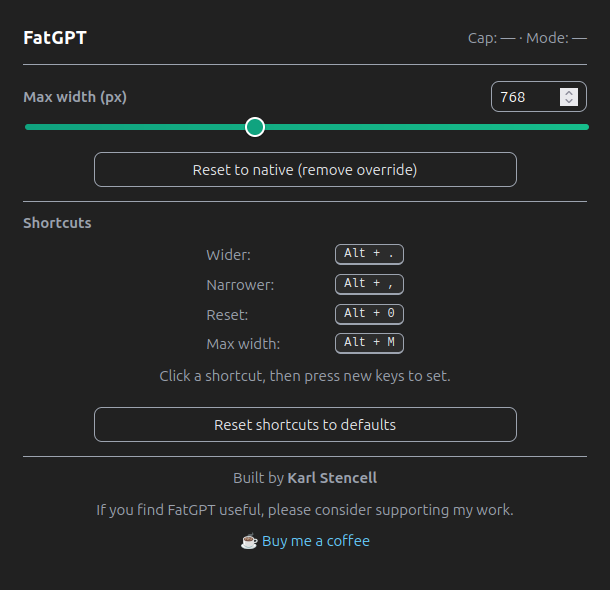 FatGPT
Cap: — · Mode: —
Max width (px)
768
Reset to native (remove override)
Shortcuts
Wider: Alt + .
Narrower: Alt + ,
Reset: Alt + 0
Max width: Alt + M
Click a shortcut, then press new keys to set.
Reset shortcuts to defaults
Built by Karl Stencell
If you find FatGPT useful, please consider supporting my work.
☕ Buy me a coffee